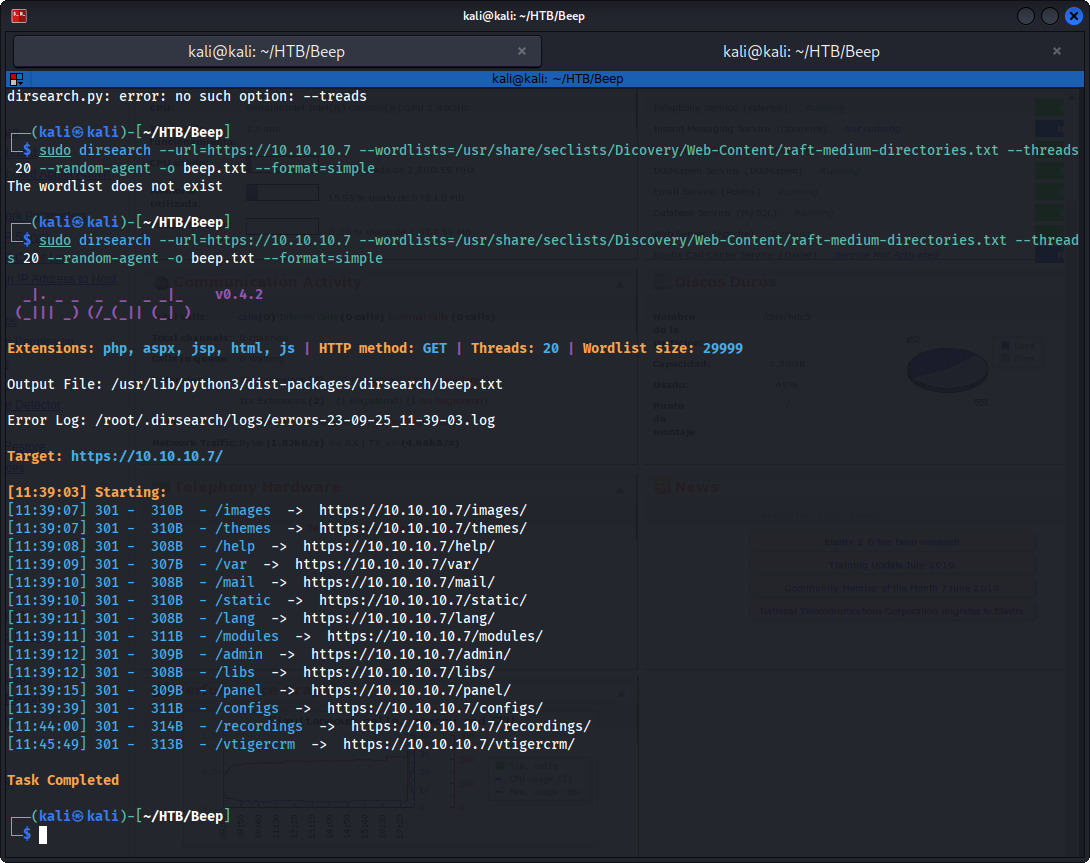 kali@kali: ~/HTB/Beep
kali@kali: ~/HTB/Beep
kali@kali: ~/HTB/Beep
kali@kali: ~/HTB/Beep
dirsearch.py: error: no such option: --treads
┌──(kali㉿kali)-[~/HTB/Beep]
└─$ sudo dirsearch --url=https://10.10.10.7 --wordlists=/usr/share/seclists/Dicovery/Web-Content/raft-medium-directories.txt --threads
20 --random-agent -o beep.txt --format=simple
The wordlist does not exist
┌──(kali㉿kali)-[~/HTB/Beep]
└─$ sudo dirsearch --url=https://10.10.10.7 --wordlists=/usr/share/seclists/Discovery/Web-Content/raft-medium-directories.txt --thread
s 20 --random-agent -o beep.txt --format=simple
_|. _ _  _  _  _ _|_    v0.4.2
(_||| _) (/_(_|| (_| )
Extensions: php, aspx, jsp, html, js | HTTP method: GET | Threads: 20 | Wordlist size: 29999
Output File: /usr/lib/python3/dist-packages/dirsearch/beep.txt
Error Log: /root/.dirsearch/logs/errors-23-09-25_11-39-03.log
Target: https://10.10.10.7/
[11:39:03] Starting:
[11:39:07] 301 -  310B  - /images  ->  https://10.10.10.7/images/
[11:39:07] 301 -  310B  - /themes  ->  https://10.10.10.7/themes/
[11:39:08] 301 -  308B  - /help  ->  https://10.10.10.7/help/
[11:39:09] 301 -  307B  - /var  ->  https://10.10.10.7/var/
[11:39:10] 301 -  308B  - /mail  ->  https://10.10.10.7/mail/
[11:39:10] 301 -  310B  - /static  ->  https://10.10.10.7/static/
[11:39:11] 301 -  308B  - /lang  ->  https://10.10.10.7/lang/
[11:39:11] 301 -  311B  - /modules  ->  https://10.10.10.7/modules/
[11:39:12] 301 -  309B  - /admin  ->  https://10.10.10.7/admin/
[11:39:12] 301 -  308B  - /libs  ->  https://10.10.10.7/libs/
[11:39:15] 301 -  309B  - /panel  ->  https://10.10.10.7/panel/
[11:39:39] 301 -  311B  - /configs  ->  https://10.10.10.7/configs/
[11:44:00] 301 -  314B  - /recordings  ->  https://10.10.10.7/recordings/
[11:45:49] 301 -  313B  - /vtigercrm  ->  https://10.10.10.7/vtigercrm/
Task Completed
┌──(kali㉿kali)-[~/HTB/Beep]
└─$
Communication Activity
Discos Duros
Telephony Hardware
News